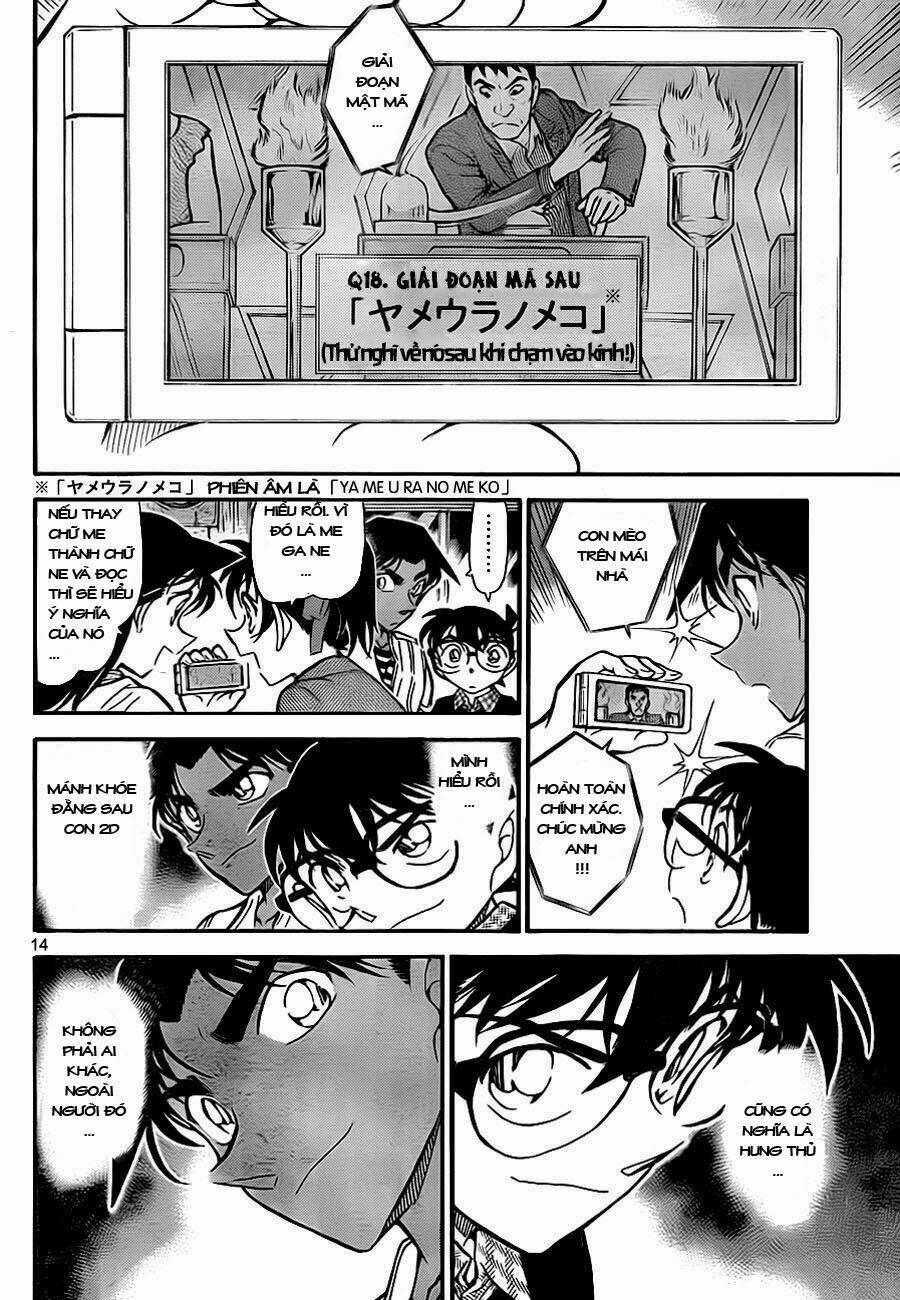 GIẢI
ĐOẠN
MẬT MÃ
...
Q18. GIẢI ĐOẠN MÃ SAU
「ヤメウラノメコ」※
(Thử nghĩ về nó sau khi chạm vào kính!)
※「ヤメウラノメコ」 PHIÊN ÂM LÀ「YA ME U RA NO ME KO」
CON MÈO
TRÊN MÁI
NHÀ
HOÀN TOÀN
CHÍNH XÁC.
CHÚC MỪNG
ANH
!!!
NẾU THAY
CHỮ ME
THÀNH CHỮ
NE VÀ ĐỌC
THÌ SẼ HIỂU
Ý NGHĨA
CỦA NÓ
...
HIỂU RỒI. VÌ
ĐÓ LÀ ME
GA NE
...
........
MÌNH
HIỂU RỒI
...
MÁNH KHÓE
ĐẰNG SAU
CON 2D
14
KHÔNG
PHẢI AI
KHÁC,
NGOÀI
NGƯỜI ĐÓ
...
CŨNG CÓ
NGHĨA LÀ
HUNG THỦ
...